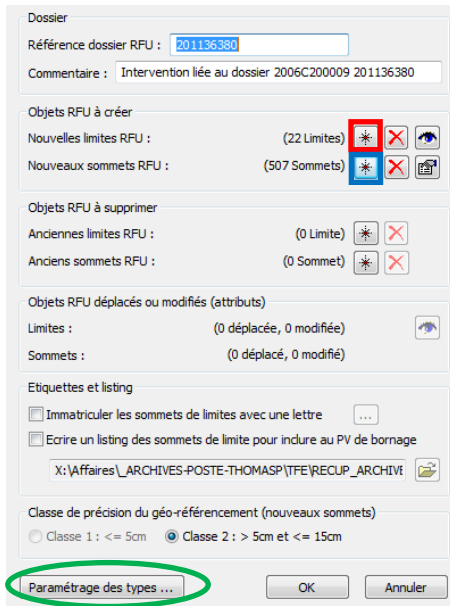 Dossier
Référence dossier RFU : 201136380
Commentaire : Intervention liée au dossier 2006C200009 201136380
Objets RFU à créer
Nouvelles limites RFU : (22 Limites)
Nouveaux sommets RFU : (507 Sommets)
Objets RFU à supprimer
Anciennes limites RFU : (0 Limite)
Anciens sommets RFU : (0 Sommet)
Objets RFU déplacés ou modifiés (attributs)
Limites : (0 déplacée, 0 modifiée)
Sommets : (0 déplacé, 0 modifié)
Etiquettes et listing
Immatriculer les sommets de limites avec une lettre ...
Ecrire un listing des sommets de limite pour inclure au PV de bornage
X:\Affaires\_ARCHIVES-POSTE-THOMASP\TFE\RECUP_ARCHIVE
Classe de précision du géo-référencement (nouveaux sommets)
Classe 1 : <= 5cm Classe 2 : > 5cm et <= 15cm
Paramétrage des types ... OK Annuler